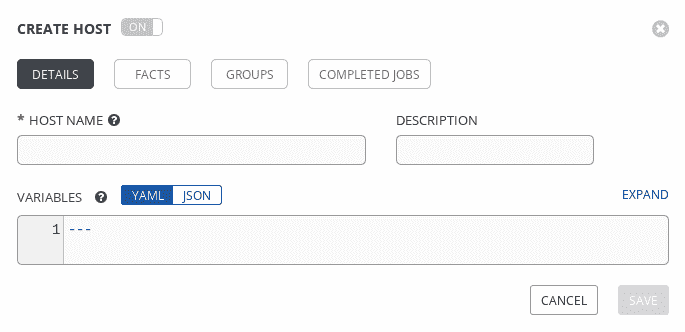 CREATE HOST ON
DETAILS FACTS GROUPS COMPLETED JOBS
* HOST NAME ? DESCRIPTION
VARIABLES ? YAML JSON EXPAND
1 ---
CANCEL SAVE